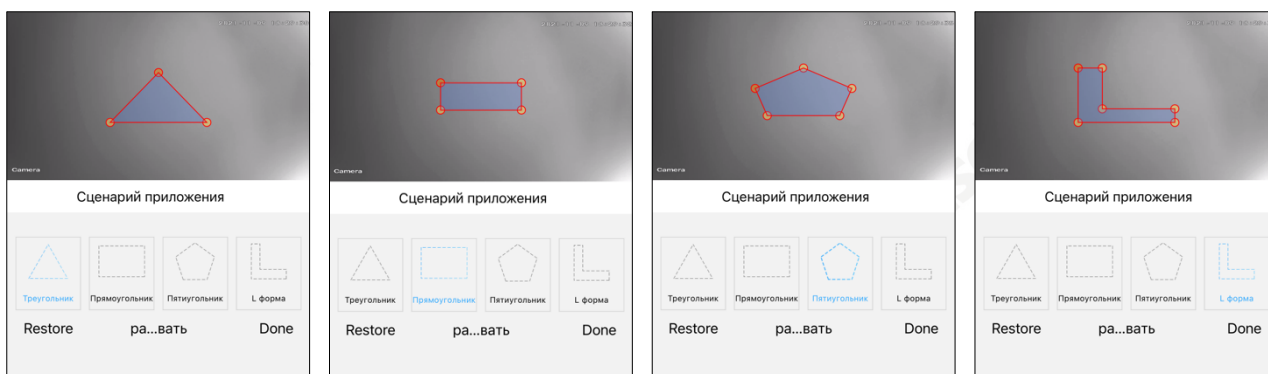 Camera
Сценарий приложения
Треугольник Прямоугольник Пятиугольник L форма
Restore ра...вать Done
Сценарий приложения
Треугольник Прямоугольник Пятиугольник L форма
Restore ра...вать Done
Camera
Сценарий приложения
Треугольник Прямоугольник Пятиугольник L форма
Restore ра...вать Done
Camera
Сценарий приложения
Треугольник Прямоугольник Пятиугольник L форма
Restore ра...вать Done